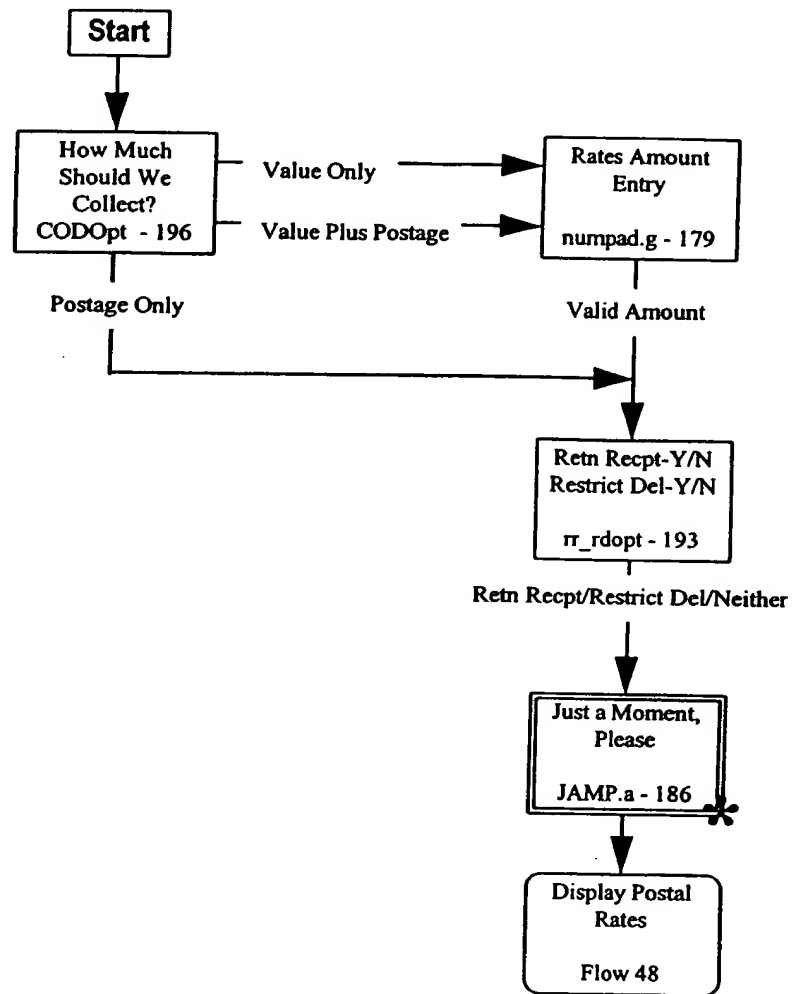 Start
How Much
Should We
Collect?
CODOpt - 196
Value Only
Value Plus Postage
Rates Amount
Entry
numpad.g - 179
Postage Only
Valid Amount
Retn Recpt-Y/N
Restrict Del-Y/N
rr_rdopt - 193
Retn Recpt/Restrict Del/Neither
Just a Moment,
Please
JAMP.a - 186
Display Postal
Rates
Flow 48